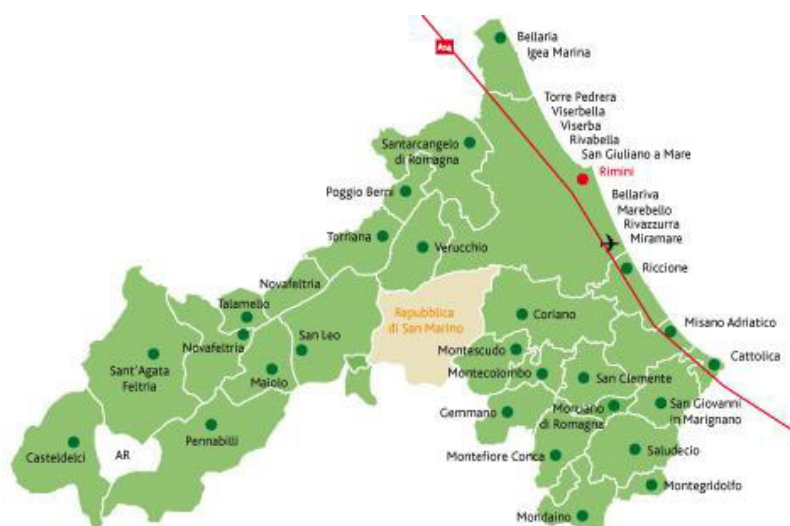 A14
Bellaria
Igea Marina
Torre Pedrera
Viserbella
Viserba
Rivabella
San Giuliano a Mare
Rimini
Santarcangelo
di Romagna
Poggio Berni
Bellariva
Marebello
Rivazzurra
Miramare
Torriana
Verucchio
Riccione
Novafeltria
Talamello
Repubblica
di San Marino
Coriano
Misano Adriatico
Novafeltria
San Leo
Montescudo
Cattolica
Sant'Agata
Feltria
Maiolo
Montecolombo
San Clemente
Gemmano
Morciano
di Romagna
San Giovanni
in Marignano
Pennabilli
Casteldelci
AR
Montefiore Conca
Saludecio
Montegridolfo
Mondaino